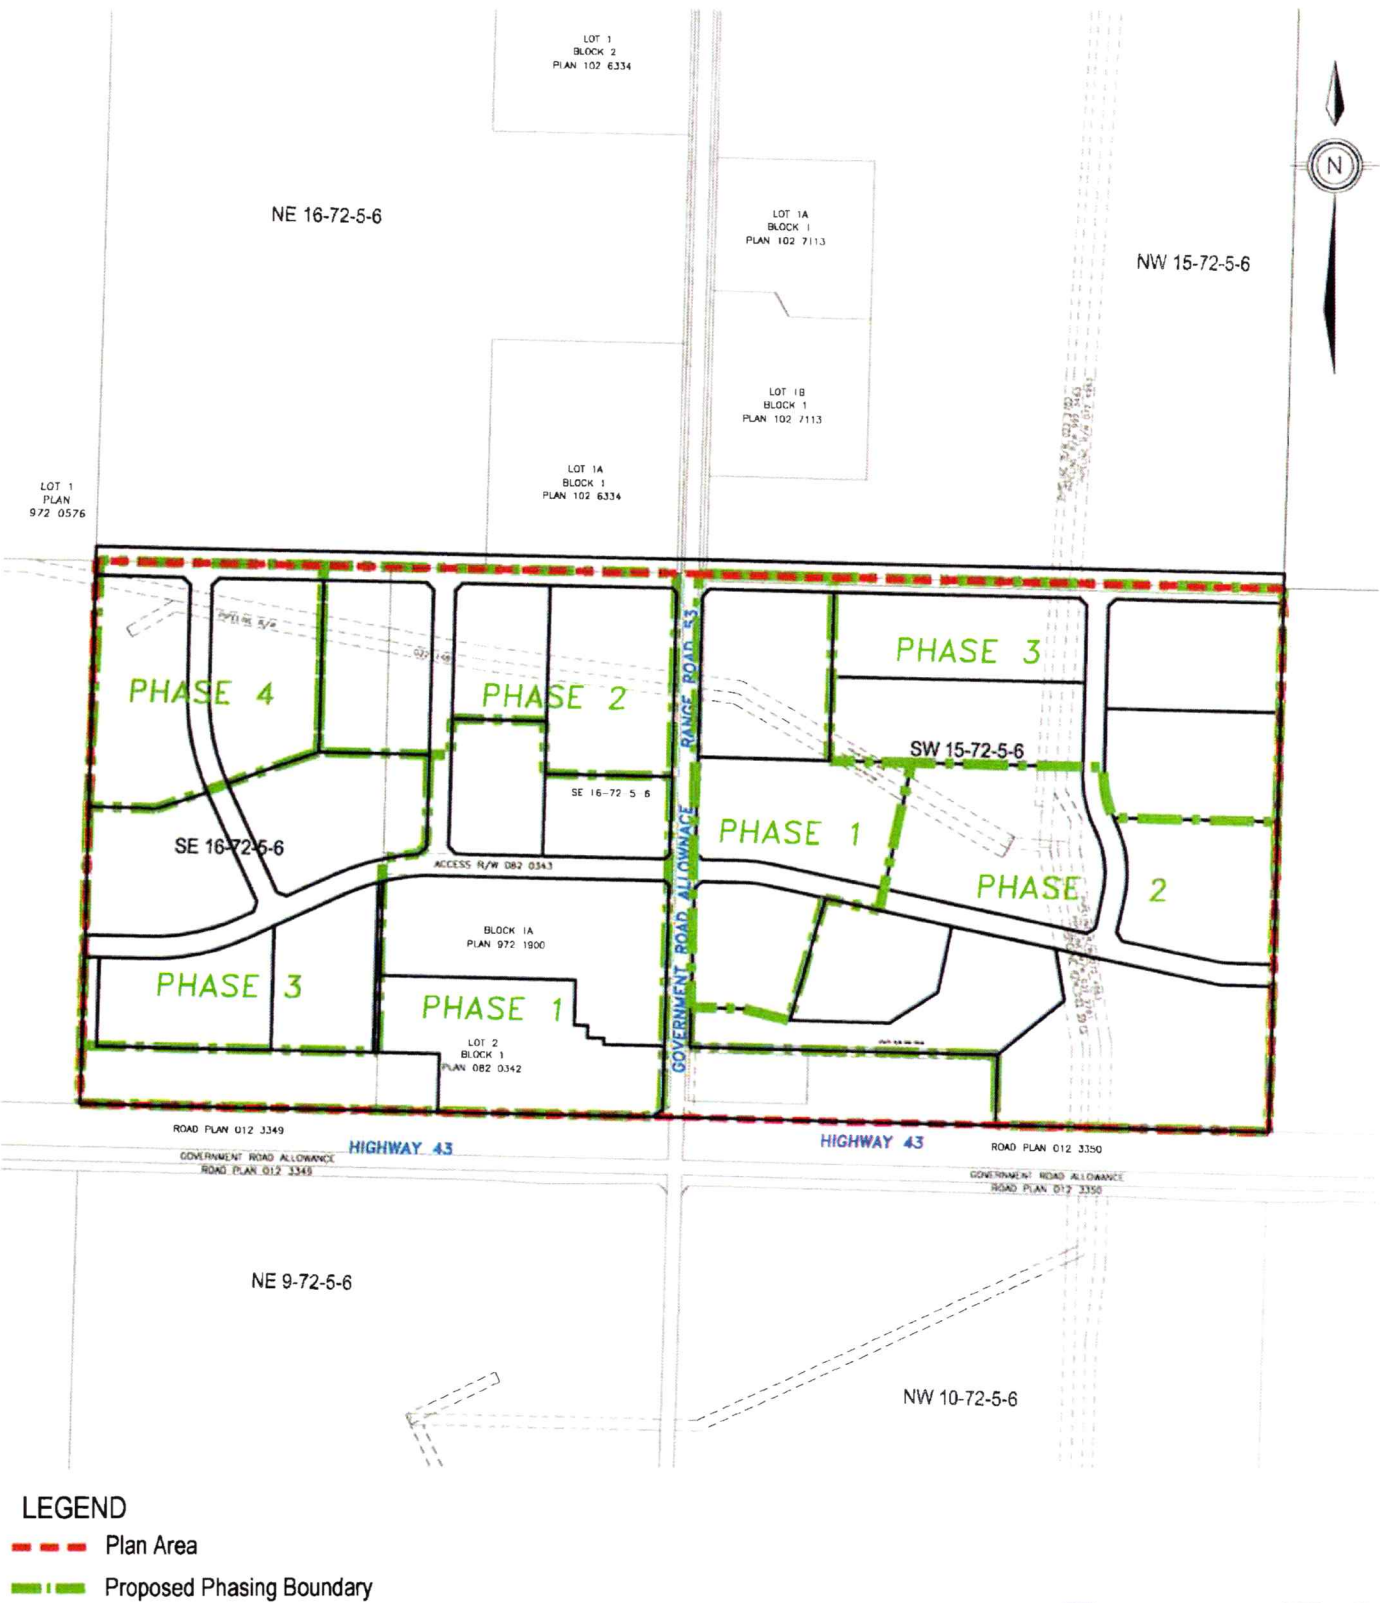 LOT 1
BLOCK 2
PLAN 102 6334
N
NE 16-72-5-6
LOT 1A
BLOCK 1
PLAN 102 7113
NW 15-72-5-6
LOT 1B
BLOCK 1
PLAN 102 7113
LOT 1A
BLOCK 1
PLAN 102 6334
LOT 1
PLAN
972 0576
PIPELINE R/W
PHASE 4
PHASE 2
PHASE 3
SW 15-72-5-6
SE 16-72-5-6
SE 16-72 5 6
PHASE 1
PHASE 2
ACCESS R/W 082 0343
GOVERNMENT ROAD ALLOWNACE RANGE ROAD 53
BLOCK 1A
PLAN 972 1900
PHASE 3
PHASE 1
LOT 2
BLOCK 1
PLAN 082 0342
ROAD PLAN 012 3349
HIGHWAY 43
HIGHWAY 43
ROAD PLAN 012 3350
GOVERNMENT ROAD ALLOWANCE
ROAD PLAN 012 3349
GOVERNMENT ROAD ALLOWANCE
ROAD PLAN 012 3350
NE 9-72-5-6
NW 10-72-5-6
LEGEND
Plan Area
Proposed Phasing Boundary